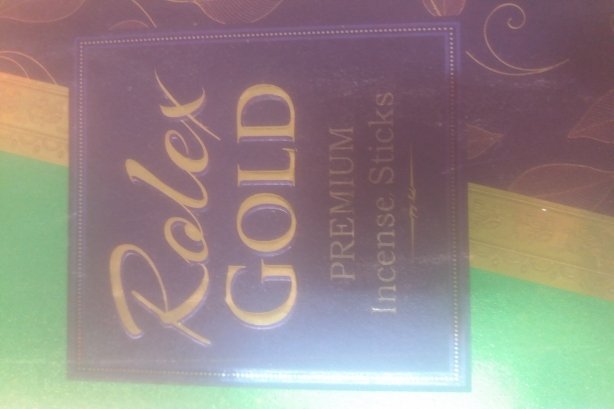 Rolex
GOLD
PREMIUM
Incense Sticks